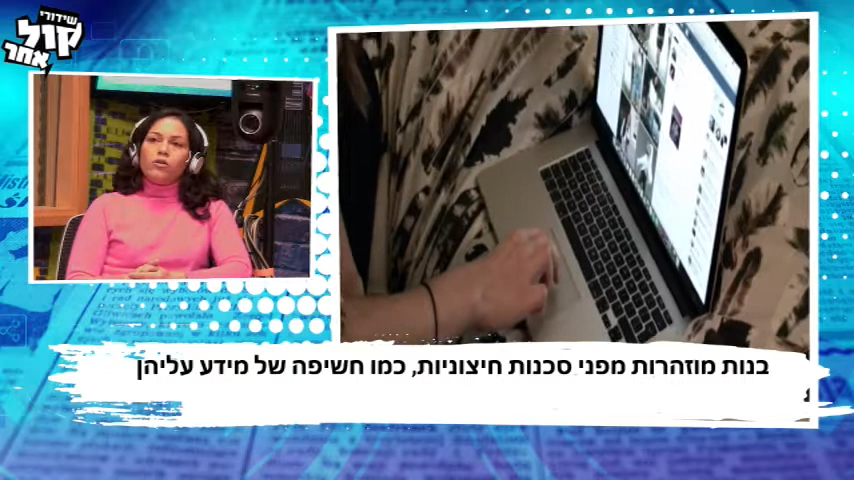 שידורי
קול
אחר
בנות מוזהרות מפני סכנות חיצוניות, כמו חשיפה של מידע עליהן